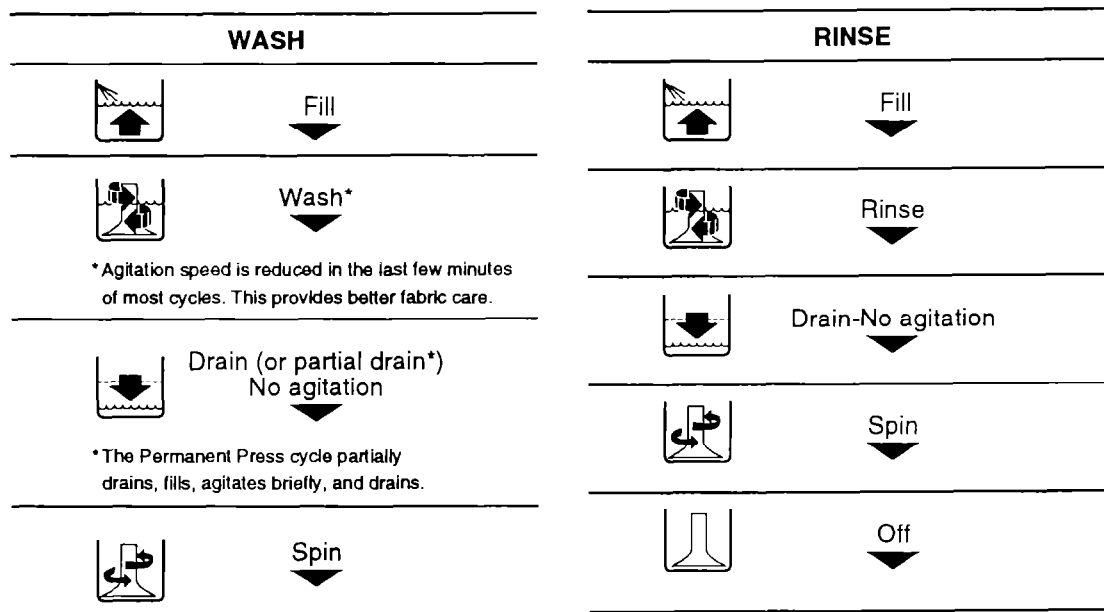 WASH
Fill
Wash*
*Agitation speed is reduced in the last few minutes
of most cycles. This provides better fabric care.
Drain (or partial drain*)
No agitation
*The Permanent Press cycle partially
drains, fills, agitates briefly, and drains.
Spin
RINSE
Fill
Rinse
Drain-No agitation
Spin
Off